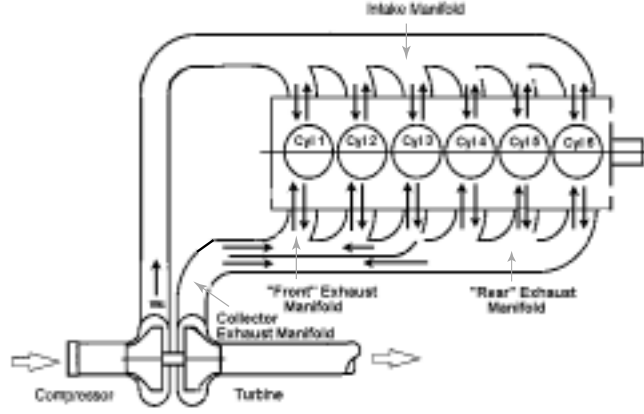 Intake Manifold
Cyl 1 Cyl 2 Cyl 3 Cyl 4 Cyl 5 Cyl 6
"Front" Exhaust
Manifold
"Rear" Exhaust
Manifold
Collector
Exhaust Manifold
Compressor
Turbine